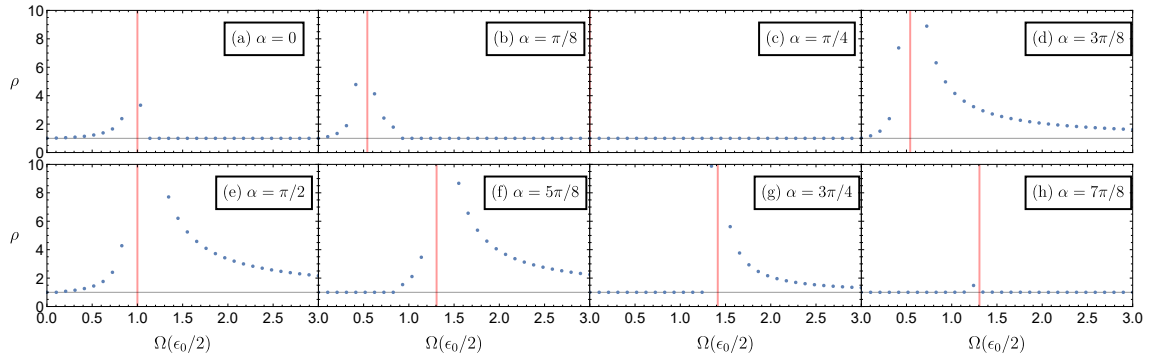 10
8
6
4
2
0
ρ
(a) α = 0
(b) α = π/8
(c) α = π/4
(d) α = 3π/8
10
8
6
4
2
0
ρ
(e) α = π/2
(f) α = 5π/8
(g) α = 3π/4
(h) α = 7π/8
0.0 0.5 1.0 1.5 2.0 2.5 3.0 0.5 1.0 1.5 2.0 2.5 3.0 0.5 1.0 1.5 2.0 2.5 3.0 0.5 1.0 1.5 2.0 2.5 3.0
Ω(ϵ₀/2) Ω(ϵ₀/2) Ω(ϵ₀/2) Ω(ϵ₀/2)